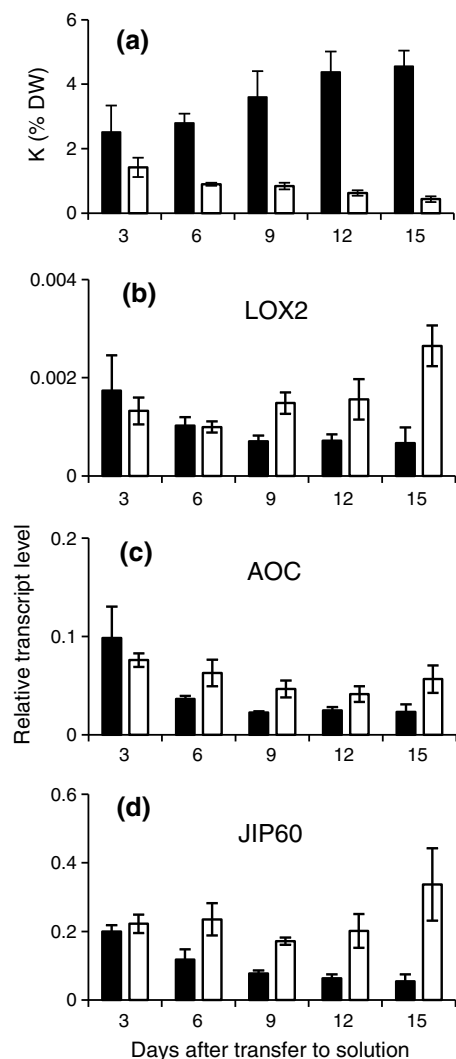 (a)
K (% DW)
6
4
2
0
3 6 9 12 15
(b)
LOX2
0.004
0.002
0
3 6 9 12 15
Relative transcript level
(c)
AOC
0.2
0.1
0
3 6 9 12 15
(d)
JIP60
0.6
0.4
0.2
0
3 6 9 12 15
Days after transfer to solution